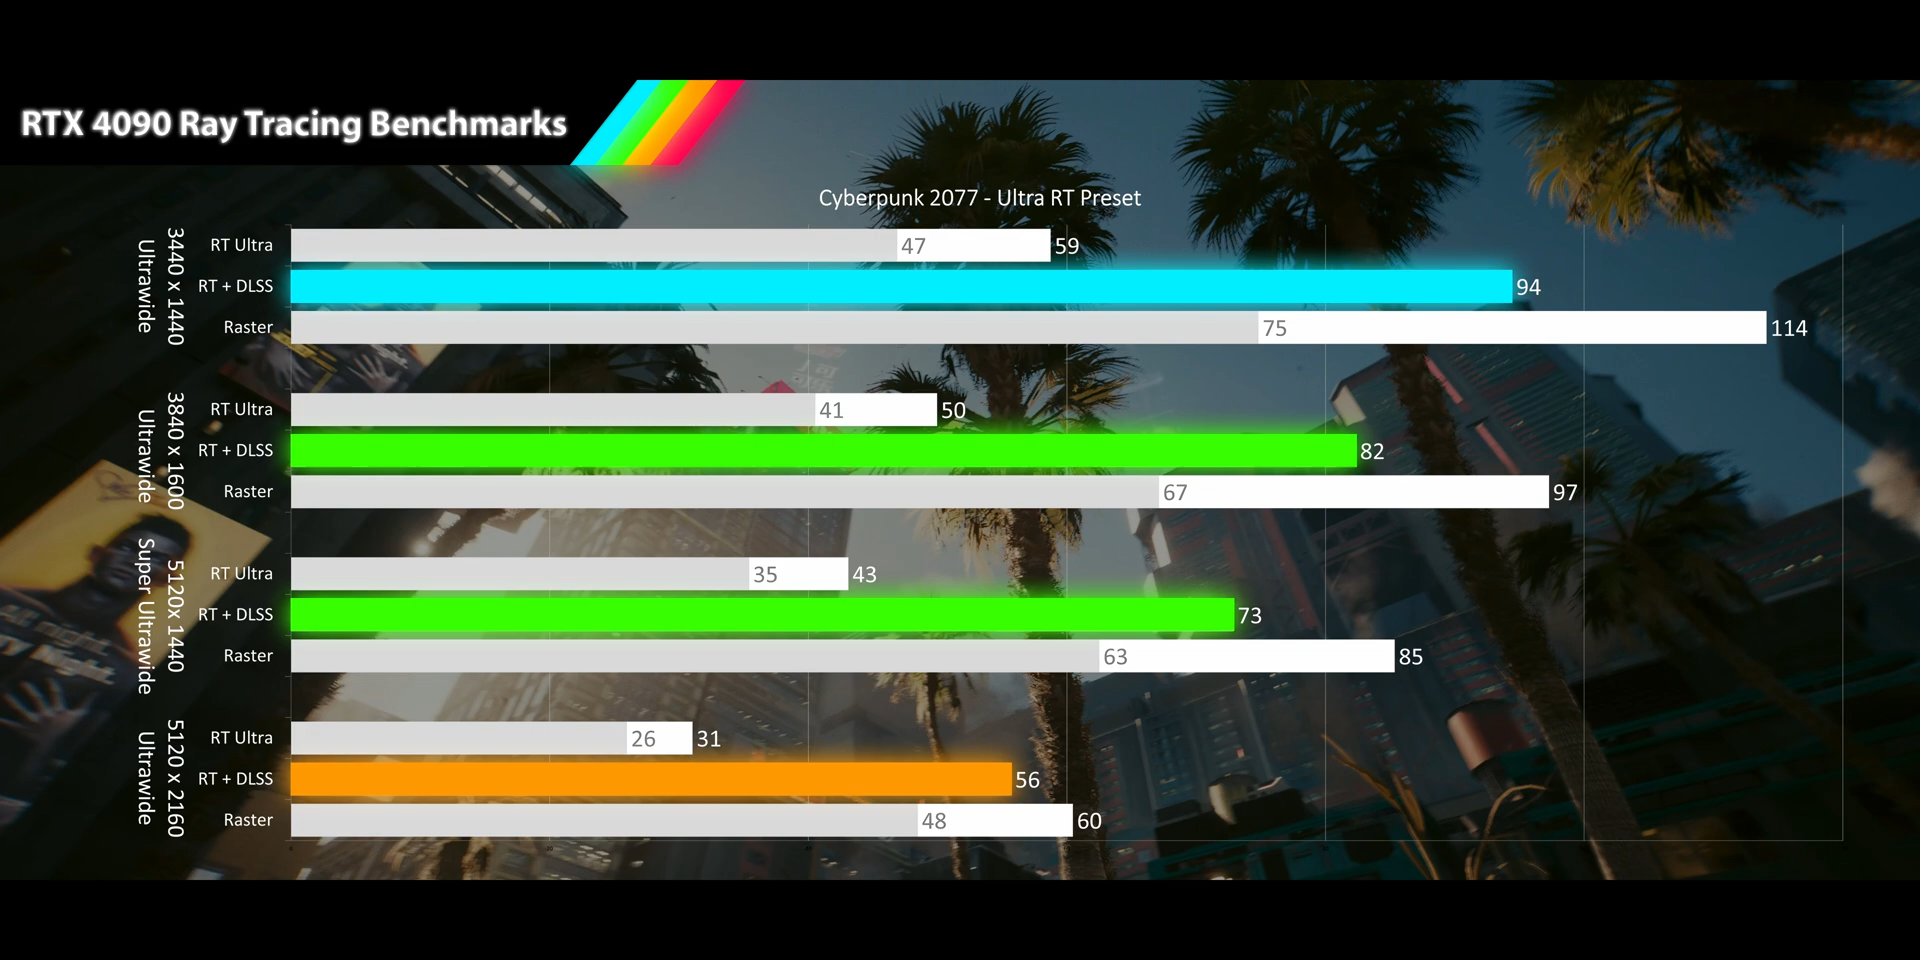 RTX 4090 Ray Tracing Benchmarks
Cyberpunk 2077 - Ultra RT Preset
3440 x 1440
Ultrawide
RT Ultra 47 59
RT + DLSS 94
Raster 75 114
3840 x 1600
Ultrawide
RT Ultra 41 50
RT + DLSS 82
Raster 67 97
5120x 1440
Super Ultrawide
RT Ultra 35 43
RT + DLSS 73
Raster 63 85
5120 x 2160
Ultrawide
RT Ultra 26 31
RT + DLSS 56
Raster 48 60